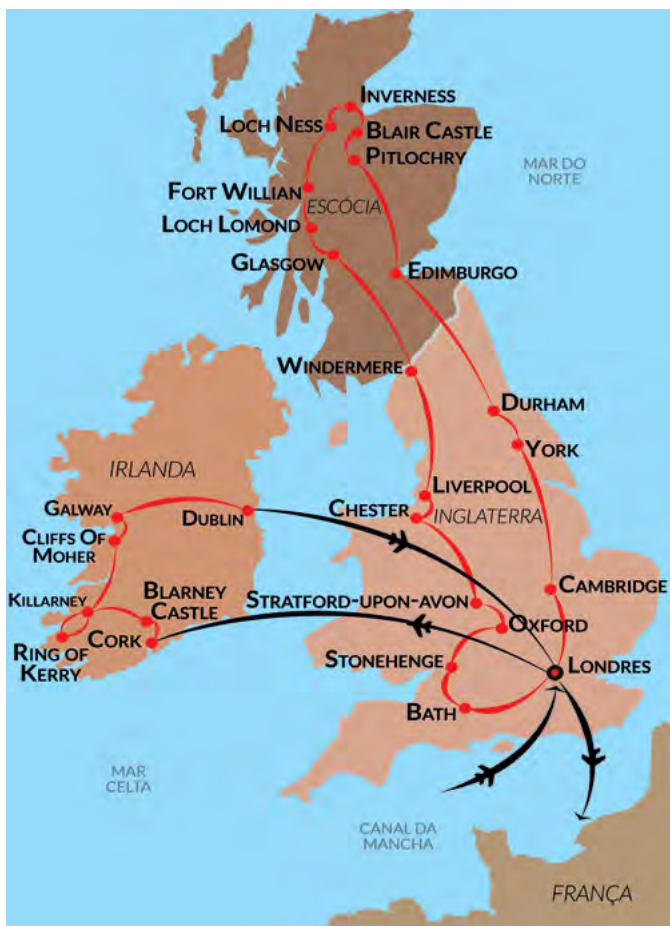 INVERNESS
LOCH NESS
BLAIR CASTLE
PITLOCHRY
MAR DO
NORTE
FORT WILLIAN
ESCÓCIA
LOCH LOMOND
GLASGOW
EDIMBURGO
WINDERMERE
DURHAM
YORK
IRLANDA
LIVERPOOL
GALWAY
DUBLIN
CHESTER
INGLATERRA
CLIFFS OF
MOHER
CAMBRIDGE
KILLARNEY
BLARNEY
CASTLE
STRATFORD-UPON-AVON
OXFORD
RING OF
KERRY
CORK
STONEHENGE
LONDRES
BATH
MAR
CELTA
CANAL DA
MANCHA
FRANÇA